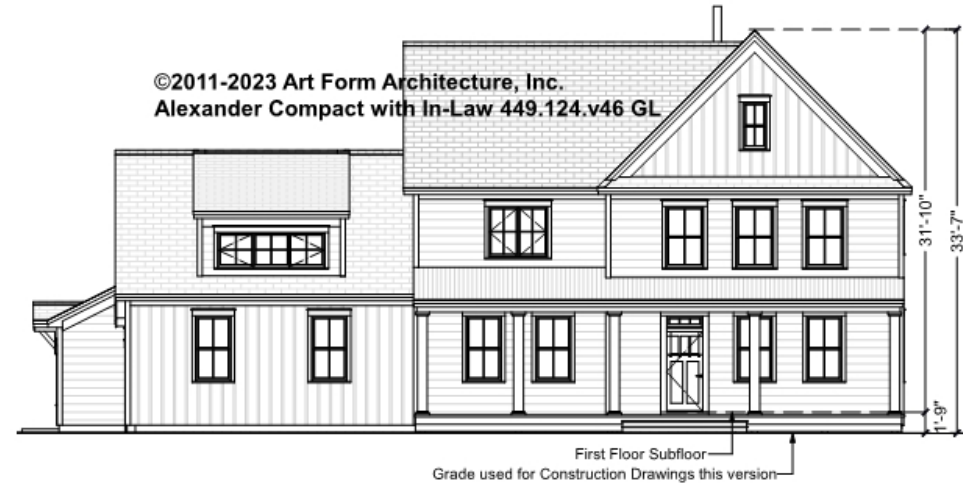 ©2011-2023 Art Form Architecture, Inc.
Alexander Compact with In-Law 449.124.v46 GL
31'-10"
33'-7"
1'-9"
First Floor Subfloor
Grade used for Construction Drawings this version